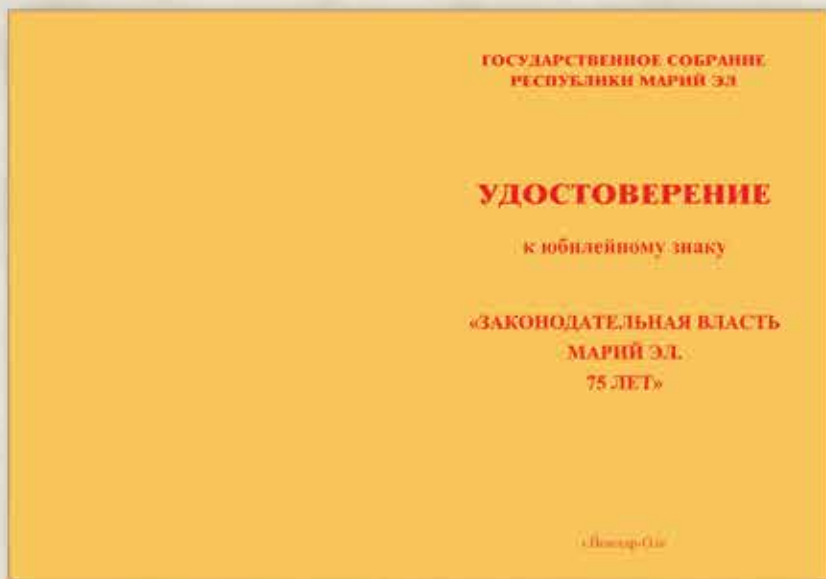 ГОСУДАРСТВЕННОЕ СОБРАНИЕ
РЕСПУБЛИКИ МАРИЙ ЭЛ
УДОСТОВЕРЕНИЕ
к юбилейному знаку
«ЗАКОНОДАТЕЛЬНАЯ ВЛАСТЬ
МАРИЙ ЭЛ.
75 ЛЕТ»